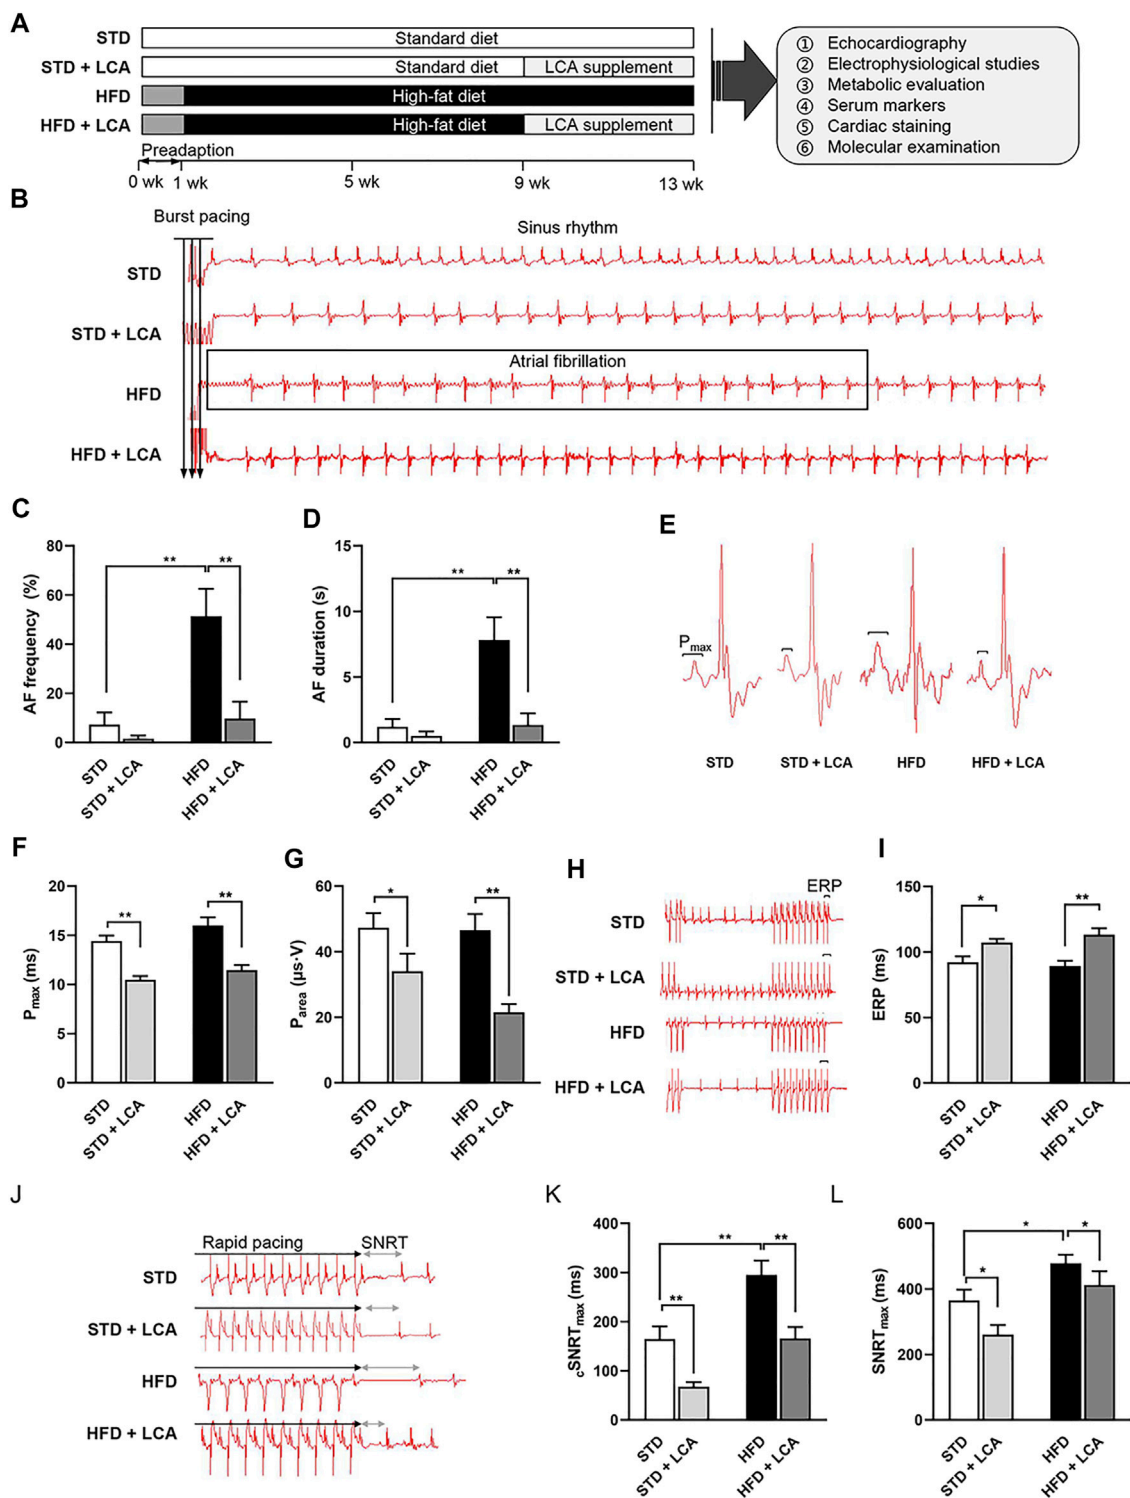 A
STD
Standard diet
STD + LCA
Standard diet
LCA supplement
HFD
High-fat diet
HFD + LCA
High-fat diet
LCA supplement
Preadaption
0 wk
1 wk
5 wk
9 wk
13 wk
① Echocardiography
② Electrophysiological studies
③ Metabolic evaluation
④ Serum markers
⑤ Cardiac staining
⑥ Molecular examination
B
Burst pacing
Sinus rhythm
STD
STD + LCA
Atrial fibrillation
HFD
HFD + LCA
C
AF frequency (%)
80
60
40
20
0
**
**
STD
STD + LCA
HFD
HFD + LCA
D
AF duration (s)
15
10
5
0
**
**
STD
STD + LCA
HFD
HFD + LCA
E
Pmax
STD
STD + LCA
HFD
HFD + LCA
F
Pmax (ms)
20
15
10
5
0
**
**
STD
STD + LCA
HFD
HFD + LCA
G
Parea (μs·V)
60
40
20
0
*
**
STD
STD + LCA
HFD
HFD + LCA
H
ERP
STD
STD + LCA
HFD
HFD + LCA
I
ERP (ms)
150
100
50
0
*
**
STD
STD + LCA
HFD
HFD + LCA
J
Rapid pacing
SNRT
STD
STD + LCA
HFD
HFD + LCA
K
cSNRTmax (ms)
400
300
200
100
0
**
**
**
STD
STD + LCA
HFD
HFD + LCA
L
SNRTmax (ms)
600
400
200
0
*
*
*
STD
STD + LCA
HFD
HFD + LCA